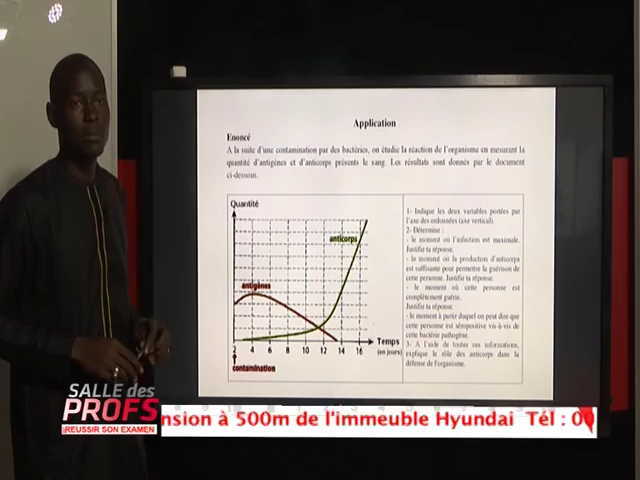 Application
Enoncé
A la suite d'une contamination par des bactéries, on étudie la réaction de l'organisme en mesurant la
quantité d'antigènes et d'anticorps présents le sang. Les résultats sont donnés par le document
ci-dessous.
Quantité
anticorps
antigènes
2 4 6 8 10 12 14 16
Temps
(en jours)
contamination
1- Indique les deux variables portées par
l'axe des ordonnées (axe vertical).
2- Détermine :
- le moment où l'infection est maximale.
Justifie ta réponse.
- le moment où la production d'anticorps
est suffisante pour permettre la guérison de
cette personne. Justifie ta réponse.
- le moment où cette personne est
complètement guérie.
Justifie ta réponse.
- le moment à partir duquel on peut dire que
cette personne est séropositive vis-à-vis de
cette bactérie pathogène.
3- A l'aide de toutes ces informations,
explique le rôle des anticorps dans la
défense de l'organisme.
SALLE des
PROFS
¡REUSSIR SON EXAMEN
nsion à 500m de l'immeuble Hyundai Tél : 0